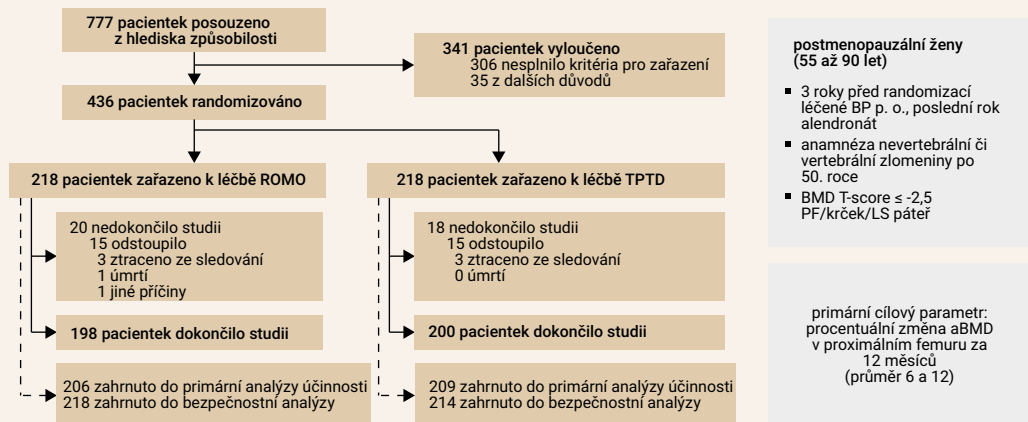 777 pacientek posouzeno
z hlediska způsobilosti
341 pacientek vyloučeno
306 nesplnilo kritéria pro zařazení
35 z dalších důvodů
436 pacientek randomizováno
218 pacientek zařazeno k léčbě ROMO
20 nedokončilo studii
15 odstoupilo
3 ztraceno ze sledování
1 úmrtí
1 jiné příčiny
198 pacientek dokončilo studii
206 zahrnuto do primární analýzy účinnosti
218 zahrnuto do bezpečnostní analýzy
218 pacientek zařazeno k léčbě TPTD
18 nedokončilo studii
15 odstoupilo
3 ztraceno ze sledování
0 úmrtí
200 pacientek dokončilo studii
209 zahrnuto do primární analýzy účinnosti
214 zahrnuto do bezpečnostní analýzy
postmenopauzální ženy
(55 až 90 let)
▪ 3 roky před randomizací
léčené BP p. o., poslední rok
alendronát
▪ anamnéza nevertebrální či
vertebrální zlomeniny po
50. roce
▪ BMD T-score ≤ -2,5
PF/krček/LS páteř
primární cílový parametr:
procentuální změna aBMD
v proximálním femuru za
12 měsíců
(průměr 6 a 12)